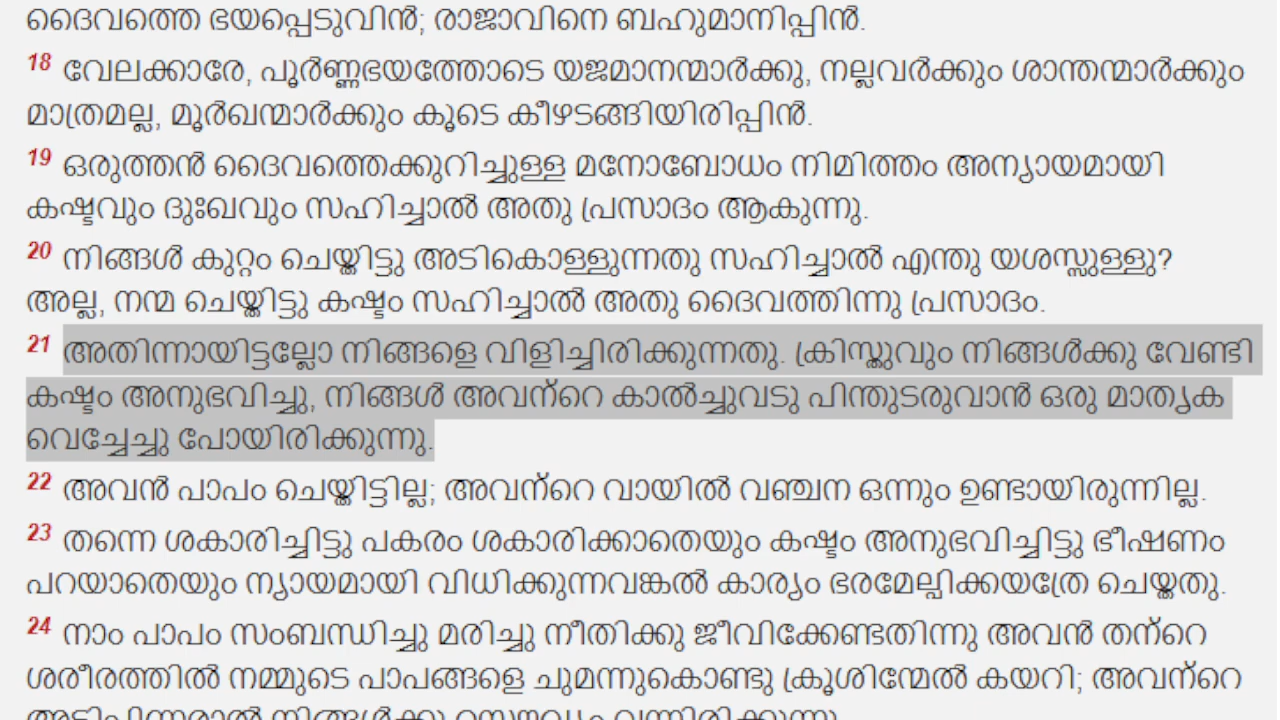 ദൈവത്തെ ഭയപ്പെടുവിൻ; രാജാവിനെ ബഹുമാനിപ്പിൻ.
18 വേലക്കാരേ, പൂർണ്ണഭയത്തോടെ യജമാനന്മാർക്കു, നല്ലവർക്കും ശാന്തന്മാർക്കും
മാത്രമല്ല, മൂർഖന്മാർക്കും കൂടെ കീഴടങ്ങിയിരിപ്പിൻ.
19 ഒരുത്തൻ ദൈവത്തെക്കുറിച്ചുള്ള മനോബോധം നിമിത്തം അന്യായമായി
കഷ്ടവും ദുഃഖവും സഹിച്ചാൽ അതു പ്രസാദം ആകുന്നു.
20 നിങ്ങൾ കുറ്റം ചെയ്തിട്ടു അടികൊള്ളുന്നതു സഹിച്ചാൽ എന്തു യശസ്സുള്ളു?
അല്ല, നന്മ ചെയ്തിട്ടു കഷ്ടം സഹിച്ചാൽ അതു ദൈവത്തിന്നു പ്രസാദം.
21 അതിന്നായിട്ടല്ലോ നിങ്ങളെ വിളിച്ചിരിക്കുന്നതു. ക്രിസ്തുവും നിങ്ങൾക്കു വേണ്ടി
കഷ്ടം അനുഭവിച്ചു, നിങ്ങൾ അവന്റെ കാൽച്ചുവടു പിന്തുടരുവാൻ ഒരു മാതൃക
വെച്ചേച്ചു പോയിരിക്കുന്നു.
22 അവൻ പാപം ചെയ്തിട്ടില്ല; അവന്റെ വായിൽ വഞ്ചന ഒന്നും ഉണ്ടായിരുന്നില്ല.
23 തന്നെ ശകാരിച്ചിട്ടു പകരം ശകാരിക്കാതെയും കഷ്ടം അനുഭവിച്ചിട്ടു ഭീഷണം
പറയാതെയും ന്യായമായി വിധിക്കുന്നവങ്കൽ കാര്യം ഭരമേല്പിക്കയത്രേ ചെയ്തതു.
24 നാം പാപം സംബന്ധിച്ചു മരിച്ചു നീതിക്കു ജീവിക്കേണ്ടതിന്നു അവൻ തന്റെ
ശരീരത്തിൽ നമ്മുടെ പാപങ്ങളെ ചുമന്നുകൊണ്ടു ക്രൂശിന്മേൽ കയറി; അവന്റെ
അടിപ്പിണരാൽ നിങ്ങൾക്കു സൌഖ്യം വന്നിരിക്കുന്നു.